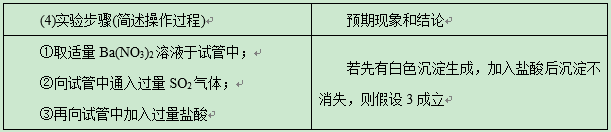 (4)实验步骤(简述操作过程)
预期现象和结论
①取适量 Ba(NO₃)₂溶液于试管中；
②向试管中通入过量 SO₂气体；
③再向试管中加入过量盐酸
若先有白色沉淀生成，加入盐酸后沉淀不
消失，则假设 3 成立